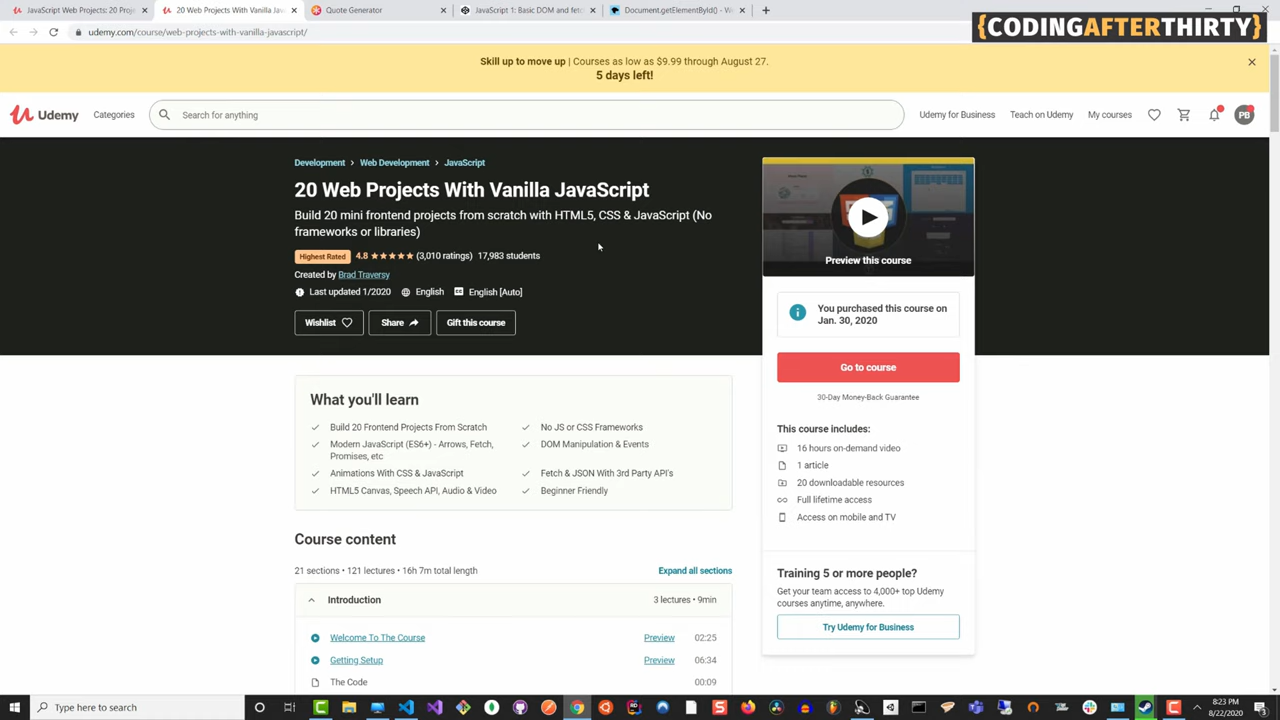 JavaScript Web Projects: 20 Proje
20 Web Projects With Vanilla Jav
Quote Generator
JavaScript 1: Basic DOM and fetc
Document.getElementById() - We
{CODINGAFTERTHIRTY}
udemy.com/course/web-projects-with-vanilla-javascript/
Skill up to move up | Courses as low as $9.99 through August 27.
5 days left!
Udemy
Categories
Search for anything
Udemy for Business
Teach on Udemy
My courses
PB
Development > Web Development > JavaScript
20 Web Projects With Vanilla JavaScript
Build 20 mini frontend projects from scratch with HTML5, CSS & JavaScript (No
frameworks or libraries)
Highest Rated 4.8 (3,010 ratings) 17,983 students
Created by Brad Traversy
Last updated 1/2020 English English [Auto]
Wishlist
Share
Gift this course
Preview this course
You purchased this course on
Jan. 30, 2020
Go to course
30-Day Money-Back Guarantee
This course includes:
16 hours on-demand video
1 article
20 downloadable resources
Full lifetime access
Access on mobile and TV
Training 5 or more people?
Get your team access to 4,000+ top Udemy
courses anytime, anywhere.
Try Udemy for Business
What you'll learn
Build 20 Frontend Projects From Scratch
No JS or CSS Frameworks
Modern JavaScript (ES6+) - Arrows, Fetch,
Promises, etc
DOM Manipulation & Events
Animations With CSS & JavaScript
Fetch & JSON With 3rd Party API's
HTML5 Canvas, Speech API, Audio & Video
Beginner Friendly
Course content
21 sections • 121 lectures • 16h 7m total length
Expand all sections
Introduction
3 lectures • 9min
Welcome To The Course
Preview
02:25
Getting Setup
Preview
06:34
The Code
00:09
Type here to search
8:23 PM
8/22/2020